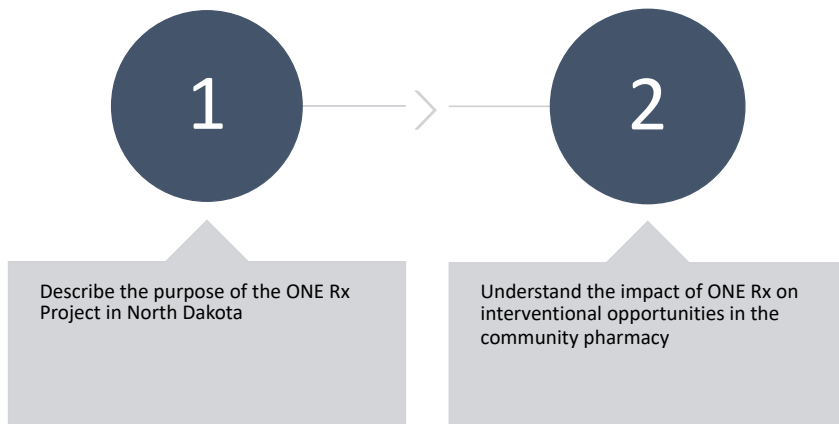 1
2
Describe the purpose of the ONE Rx
Project in North Dakota
Understand the impact of ONE Rx on
interventional opportunities in the
community pharmacy